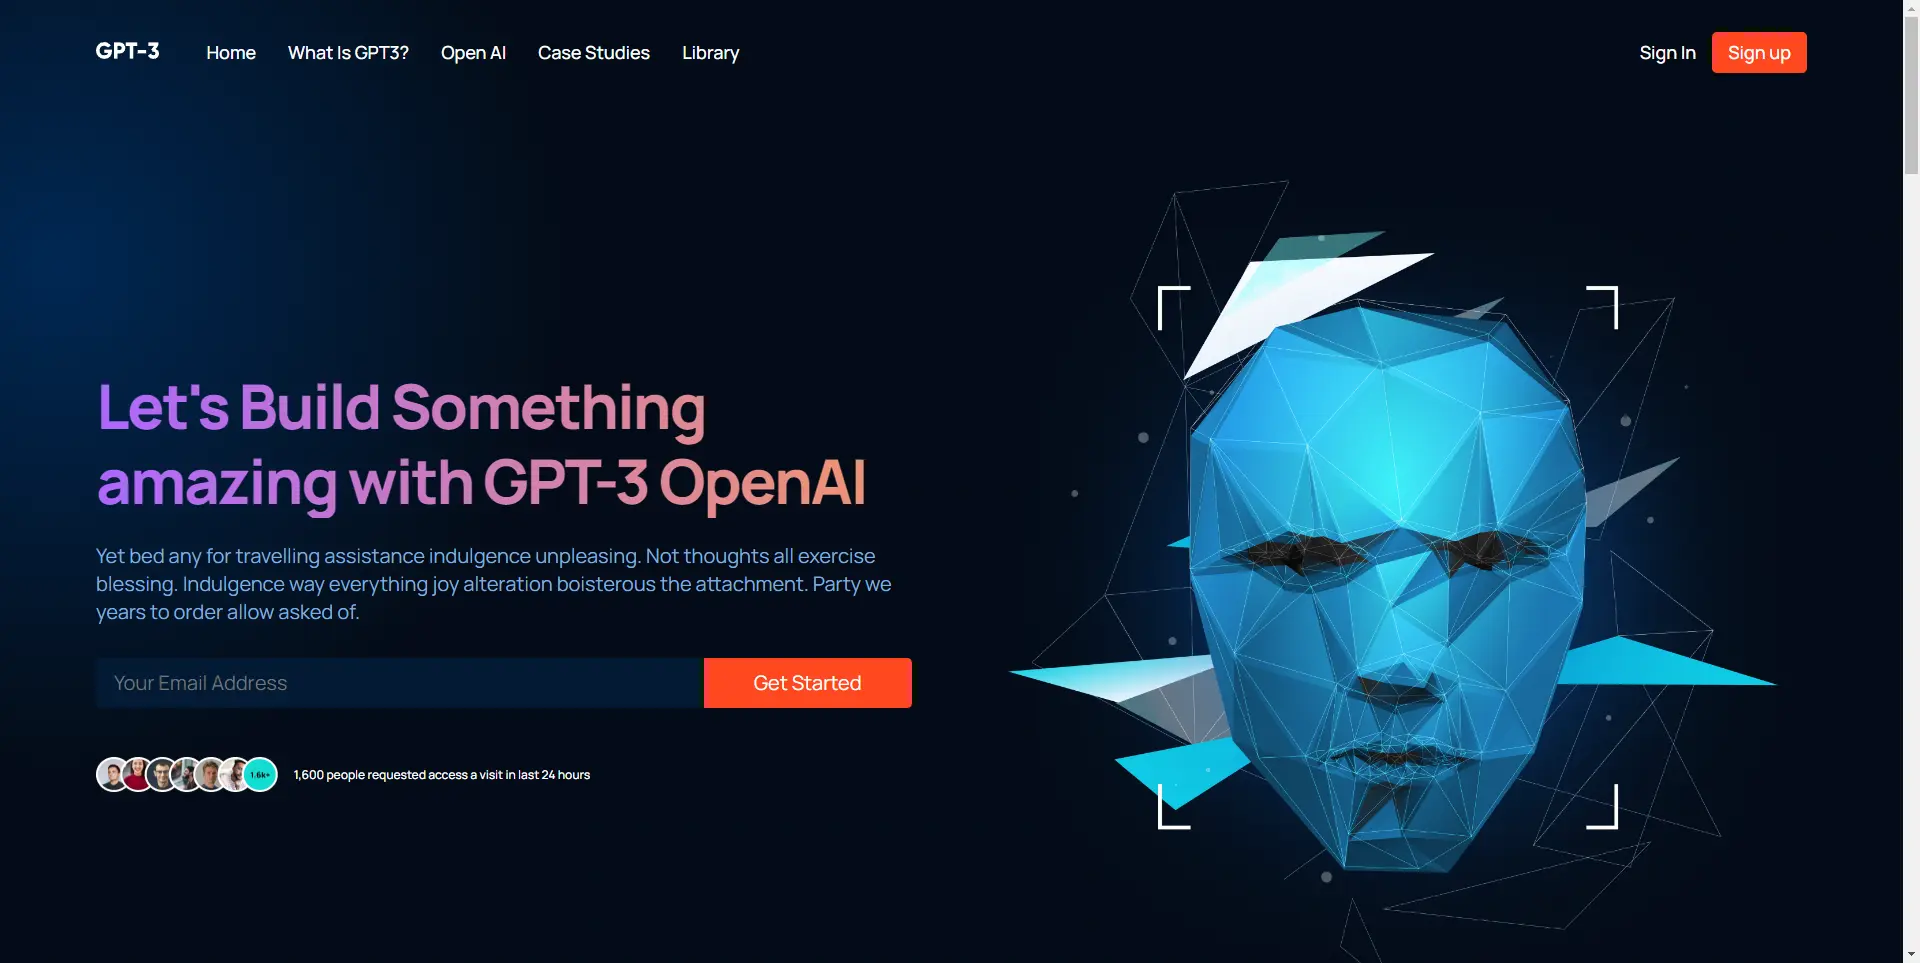 GPT-3
Home
What Is GPT3?
Open AI
Case Studies
Library
Sign In
Sign up
Let's Build Something
amazing with GPT-3 OpenAI
Yet bed any for travelling assistance indulgence unpleasing. Not thoughts all exercise
blessing. Indulgence way everything joy alteration boisterous the attachment. Party we
years to order allow asked of.
Your Email Address
Get Started
1.6k+
1,600 people requested access a visit in last 24 hours